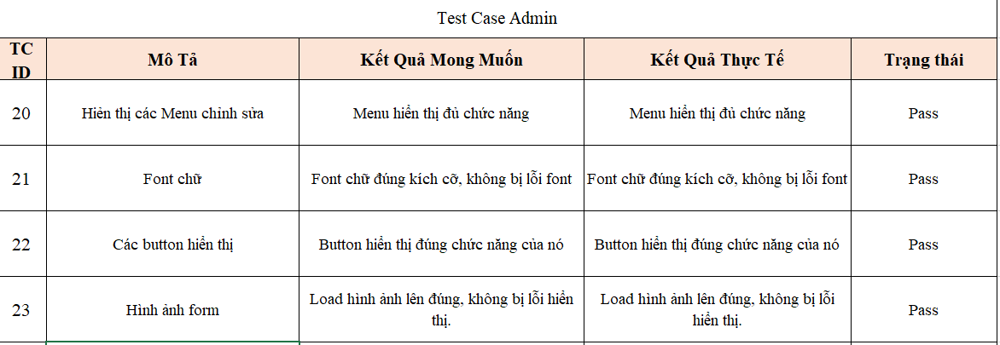 Test Case Admin
TC ID | Mô Tả | Kết Quả Mong Muốn | Kết Quả Thực Tế | Trạng thái
20 | Hiển thị các Menu chỉnh sửa | Menu hiển thị đủ chức năng | Menu hiển thị đủ chức năng | Pass
21 | Font chữ | Font chữ đúng kích cỡ, không bị lỗi font | Font chữ đúng kích cỡ, không bị lỗi font | Pass
22 | Các button hiển thị | Button hiển thị đúng chức năng của nó | Button hiển thị đúng chức năng của nó | Pass
23 | Hình ảnh form | Load hình ảnh lên đúng, không bị lỗi hiển thị. | Load hình ảnh lên đúng, không bị lỗi hiển thị. | Pass